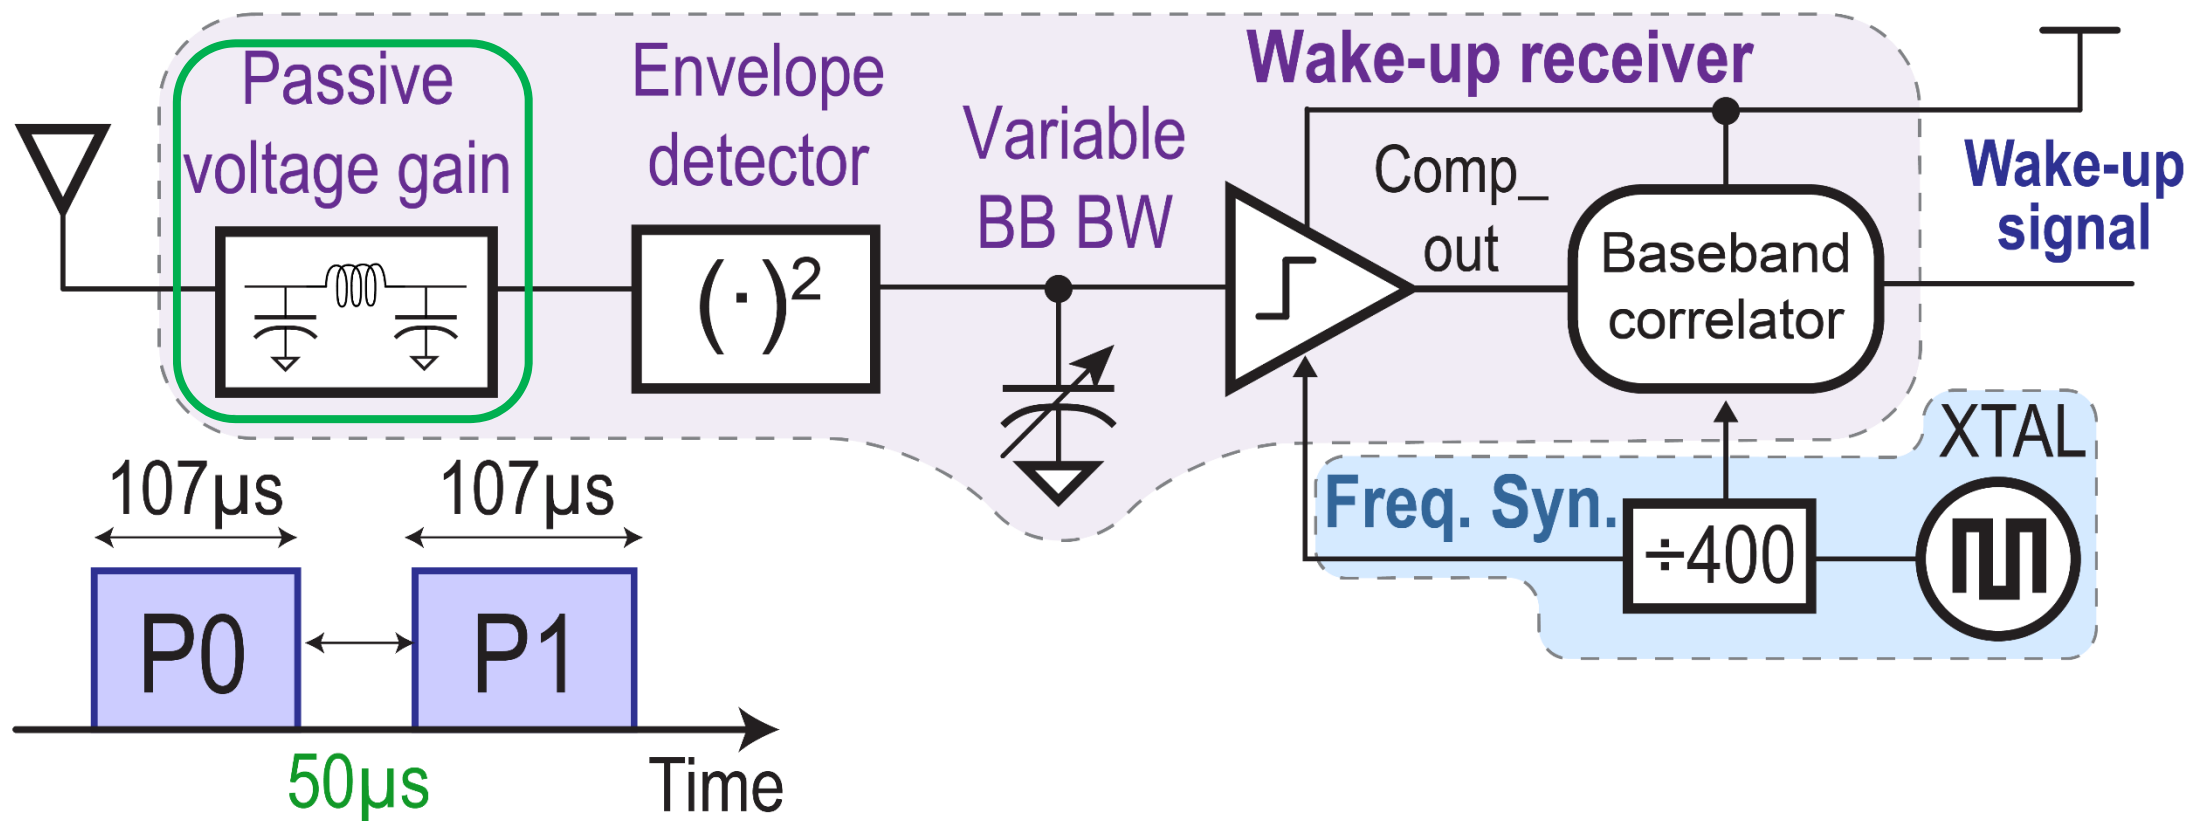 Passive
voltage gain
Envelope
detector
(·)²
Variable
BB BW
Wake-up receiver
Comp_
out
Baseband
correlator
Wake-up
signal
XTAL
Freq. Syn.
÷400
107µs
107µs
P0
P1
50µs
Time